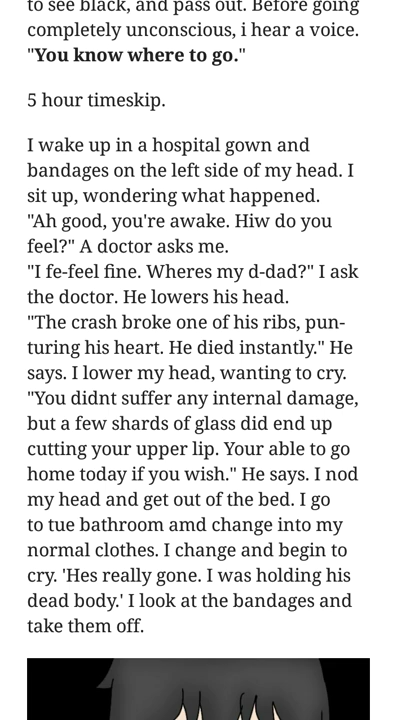 to see black, and pass out. Before going
completely unconscious, i hear a voice.
"You know where to go."
5 hour timeskip.
I wake up in a hospital gown and
bandages on the left side of my head. I
sit up, wondering what happened.
"Ah good, you're awake. Hiw do you
feel?" A doctor asks me.
"I fe-feel fine. Wheres my d-dad?" I ask
the doctor. He lowers his head.
"The crash broke one of his ribs, pun-
turing his heart. He died instantly." He
says. I lower my head, wanting to cry.
"You didnt suffer any internal damage,
but a few shards of glass did end up
cutting your upper lip. Your able to go
home today if you wish." He says. I nod
my head and get out of the bed. I go
to tue bathroom amd change into my
normal clothes. I change and begin to
cry. 'Hes really gone. I was holding his
dead body.' I look at the bandages and
take them off.